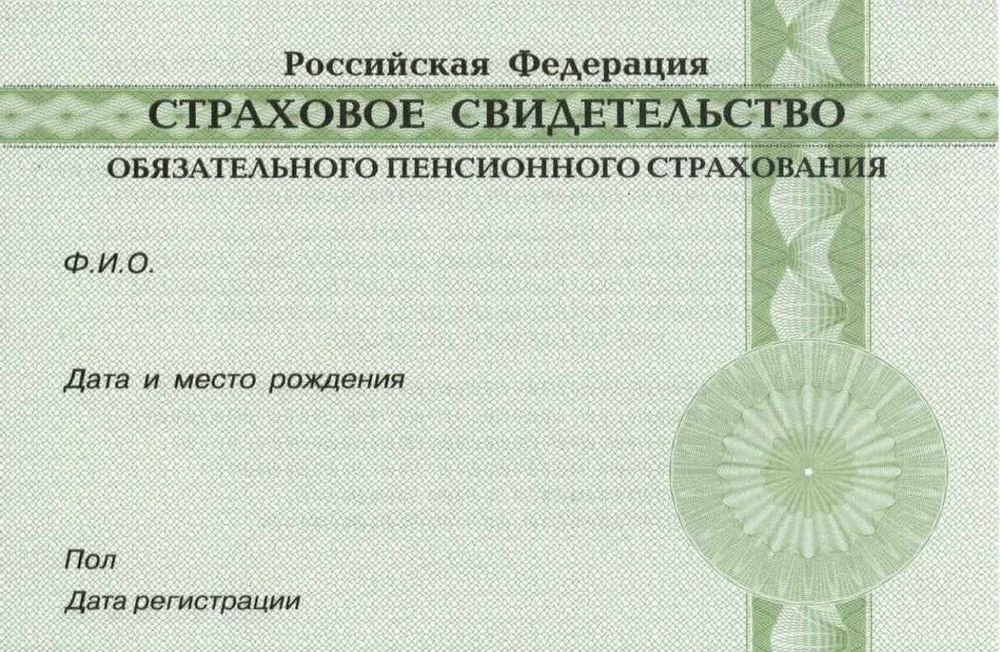 Российская Федерация
СТРАХОВОЕ СВИДЕТЕЛЬСТВО
ОБЯЗАТЕЛЬНОГО ПЕНСИОННОГО СТРАХОВАНИЯ
Ф.И.О.
Дата и место рождения
Пол
Дата регистрации